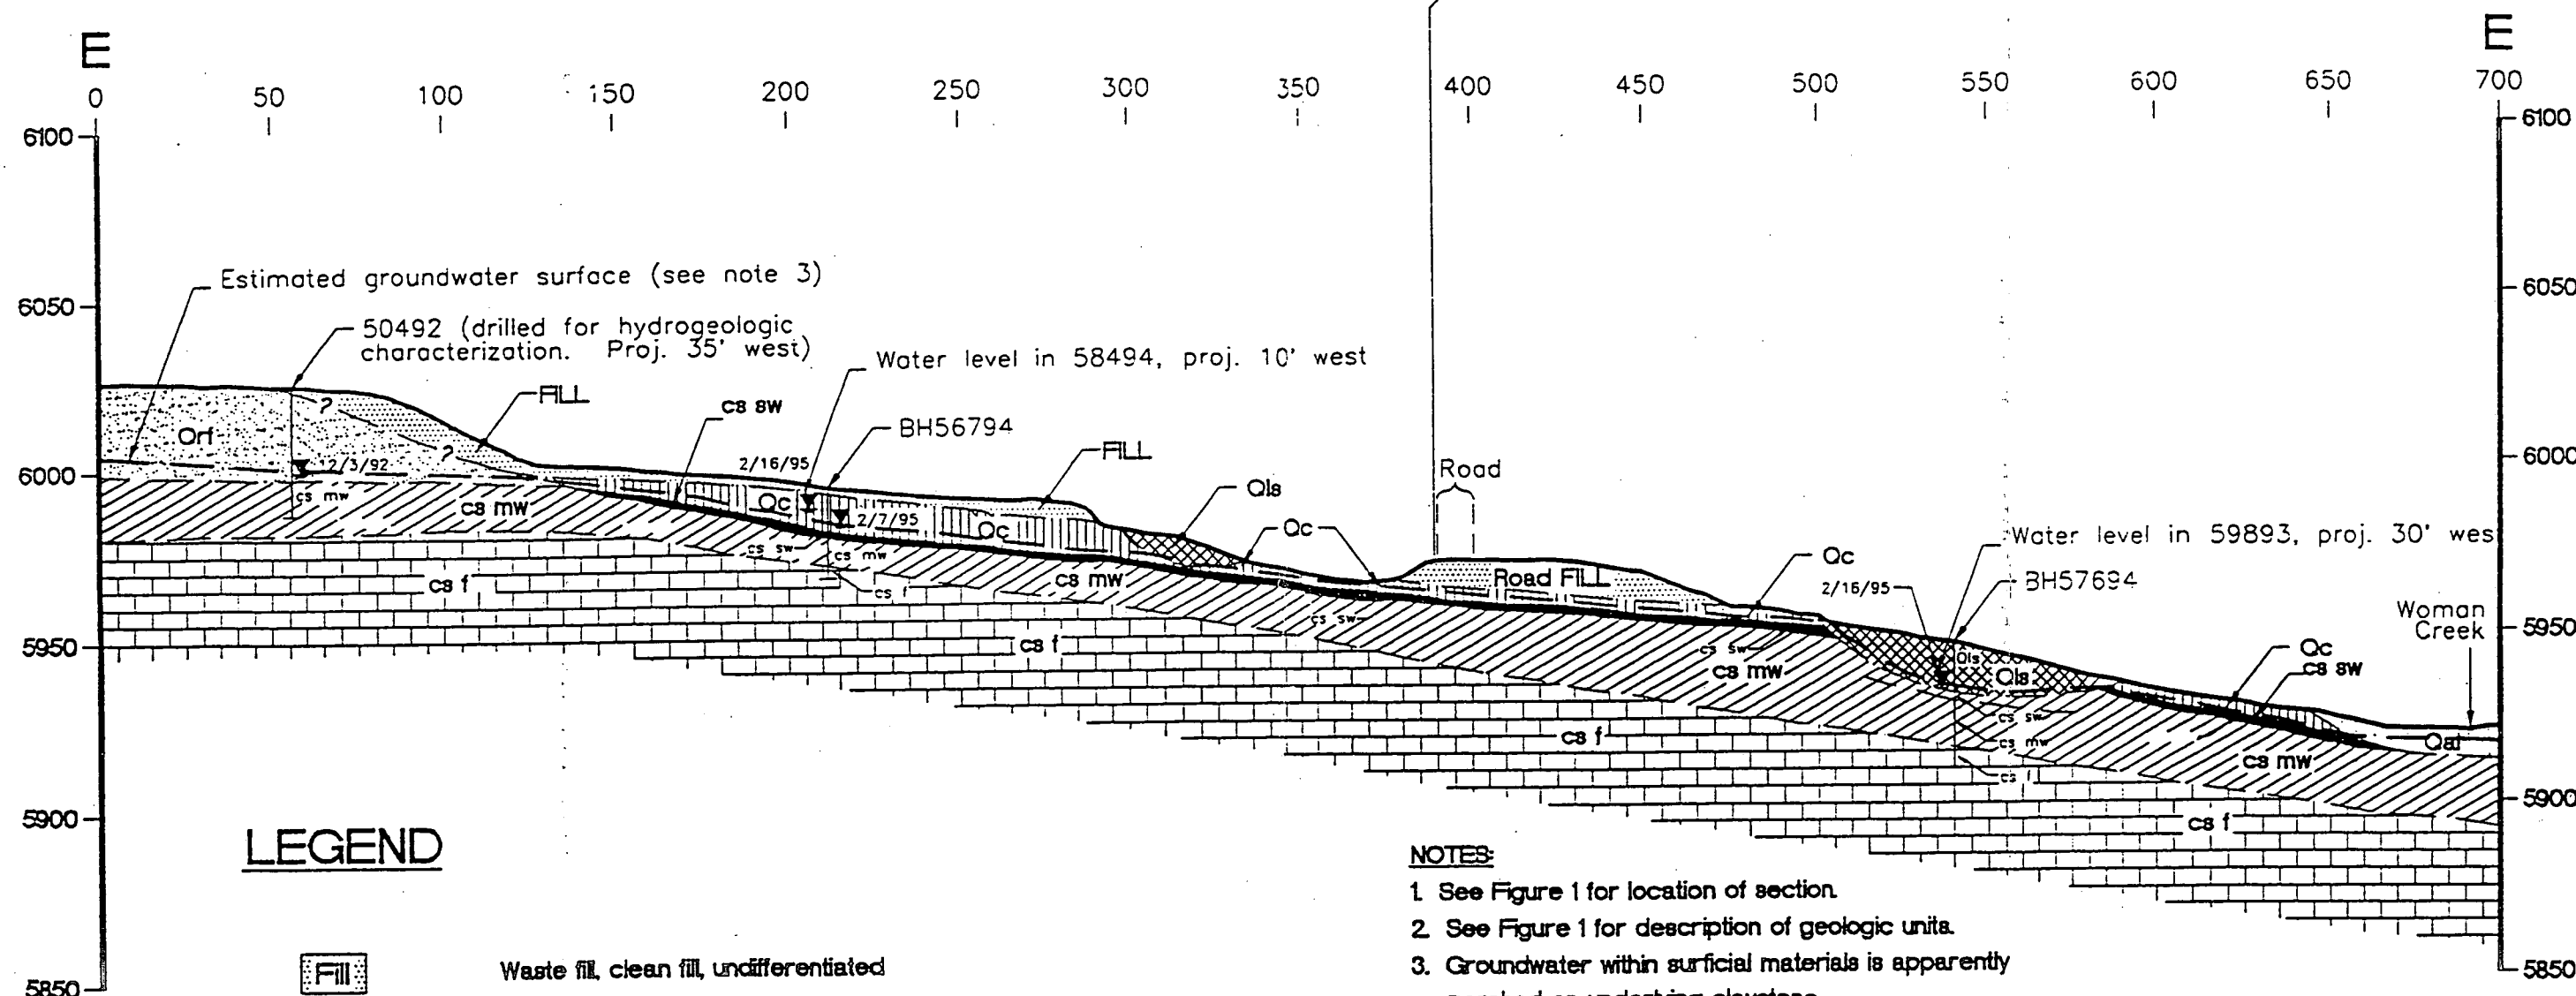 E E
0 50 100 150 200 250 300 350 400 450 500 550 600 650 700
6100 6100
Estimated groundwater surface (see note 3)
6050 6050
50492 (drilled for hydrogeologic
characterization. Proj. 35' west)
Water level in 58494, proj. 10' west
FILL
cs sw
BH56794
FILL
Qrf
?
?
12/3/92
2/16/95
6000 6000
Road
Qls
Qc
cs mw
cs mw
Qc
2/7/95
Qc
cs sw
cs mw
cs f
cs mw
cs f
Road FILL
Qc
2/16/95
Water level in 59893, proj. 30' wes
BH57694
Woman
Creek
5950 5950
cs f
cs sw
cs sw
cs mw
Qls
Qls
Qc
cs sw
cs sw
cs mw
cs f
Qal
cs mw
cs f
5900 5900
cs f
LEGEND
Fill
Waste fill, clean fill, undifferentiated
5850 5850
NOTES:
1. See Figure 1 for location of section.
2. See Figure 1 for description of geologic units.
3. Groundwater within surficial materials is apparently